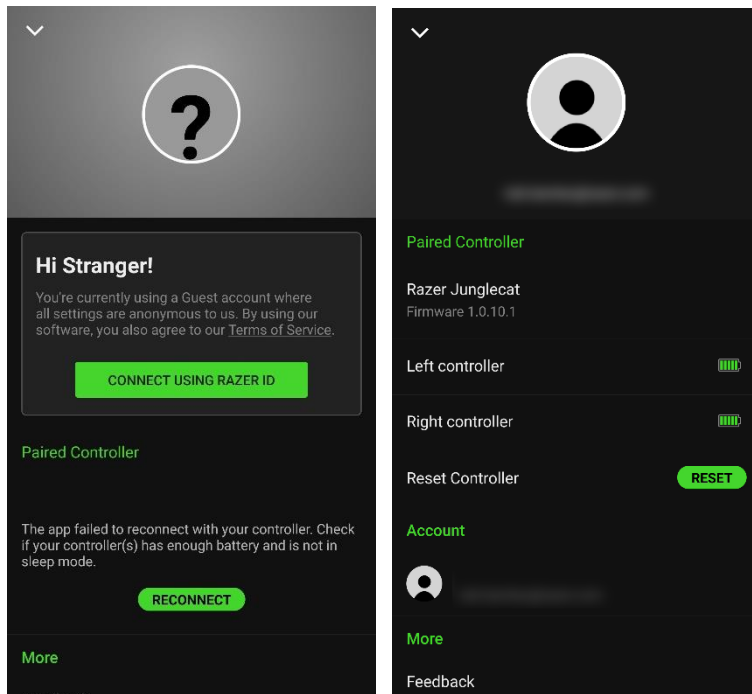 ?
Hi Stranger!
You're currently using a Guest account where
all settings are anonymous to us. By using our
software, you also agree to our Terms of Service.
CONNECT USING RAZER ID
Paired Controller
The app failed to reconnect with your controller. Check
if your controller(s) has enough battery and is not in
sleep mode.
RECONNECT
More
Paired Controller
Razer Junglecat
Firmware 1.0.10.1
Left controller
Right controller
Reset Controller
RESET
Account
More
Feedback